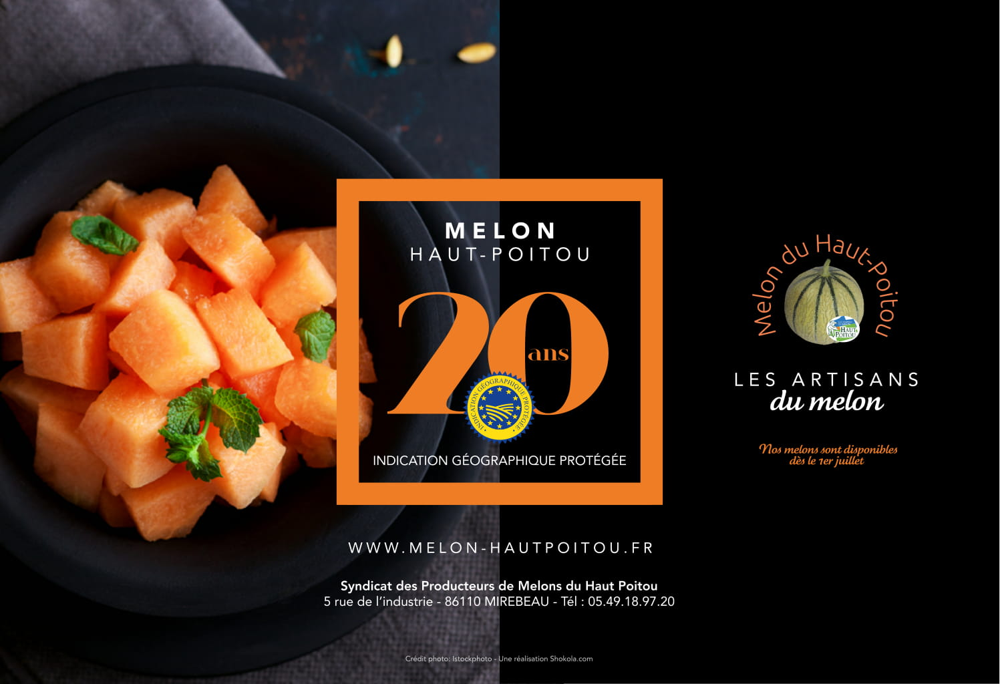 MELON
HAUT-POITOU
20
ans
INDICATION GÉOGRAPHIQUE PROTÉGÉE
INDICATION GÉOGRAPHIQUE PROTÉGÉE
WWW.MELON-HAUTPOITOU.FR
Syndicat des Producteurs de Melons du Haut Poitou
5 rue de l'industrie - 86110 MIREBEAU - Tél : 05.49.18.97.20
Crédit photo: Istockphoto - Une réalisation Shokola.com
Melon du Haut-Poitou
HAUT
POITOU
LES ARTISANS
du melon
Nos melons sont disponibles
dès le 1er juillet